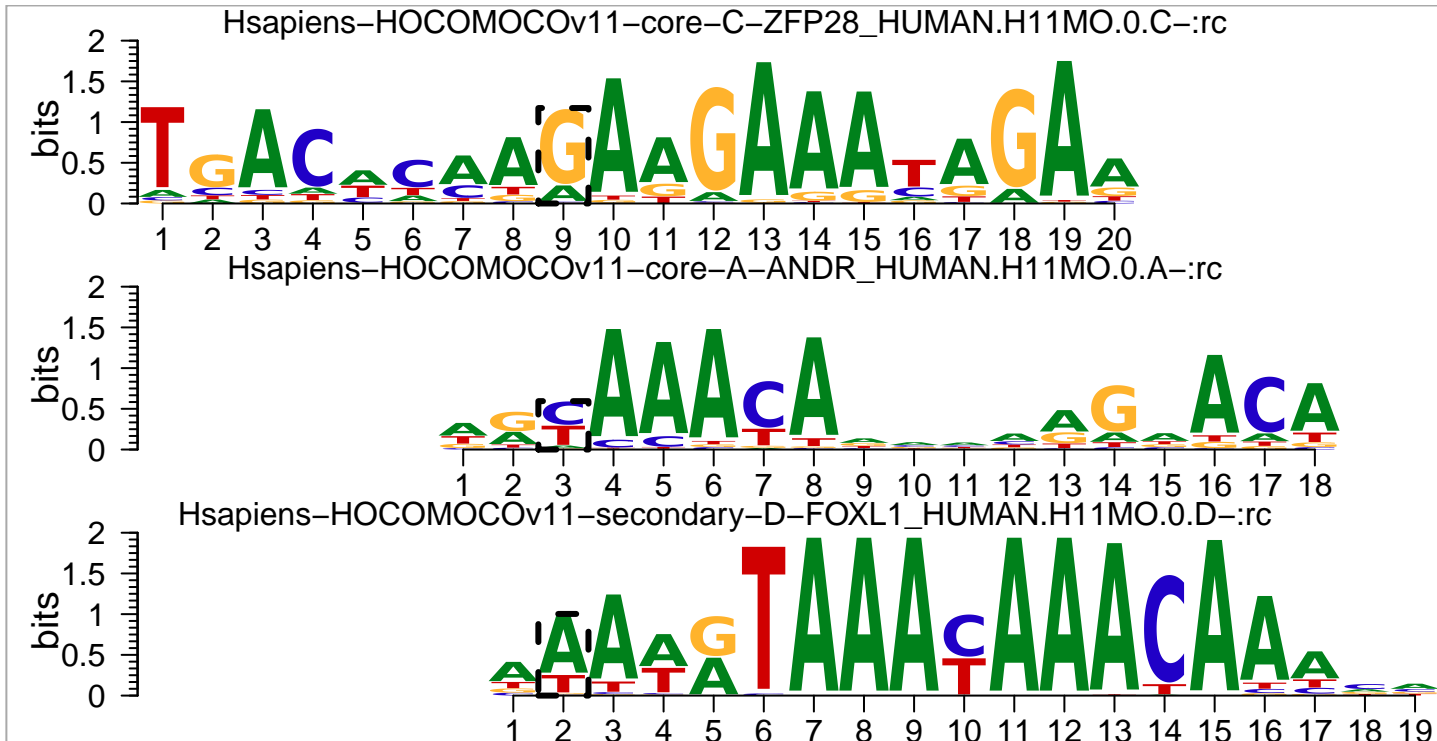 Hsapiens−HOCOMOCOv11−core−C−ZFP28_HUMAN.H11MO.0.C−:rc
2
1.5
1
0.5
0
bits
1 2 3 4 5 6 7 8 9 10 11 12 13 14 15 16 17 18 19 20
Hsapiens−HOCOMOCOv11−core−A−ANDR_HUMAN.H11MO.0.A−:rc
2
1.5
1
0.5
0
bits
1 2 3 4 5 6 7 8 9 10 11 12 13 14 15 16 17 18
Hsapiens−HOCOMOCOv11−secondary−D−FOXL1_HUMAN.H11MO.0.D−:rc
2
1.5
1
0.5
0
bits
1 2 3 4 5 6 7 8 9 10 11 12 13 14 15 16 17 18 19